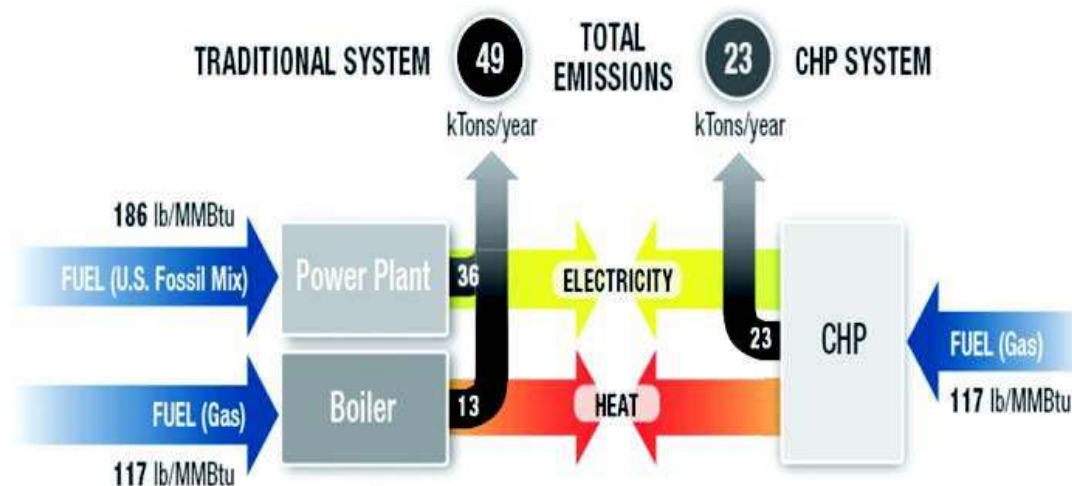 TRADITIONAL SYSTEM
49
kTons/year
TOTAL
EMISSIONS
23
kTons/year
CHP SYSTEM
186 lb/MMBtu
FUEL (U.S. Fossil Mix)
Power Plant
36
ELECTRICITY
23
CHP
FUEL (Gas)
117 lb/MMBtu
FUEL (Gas)
117 lb/MMBtu
Boiler
13
HEAT